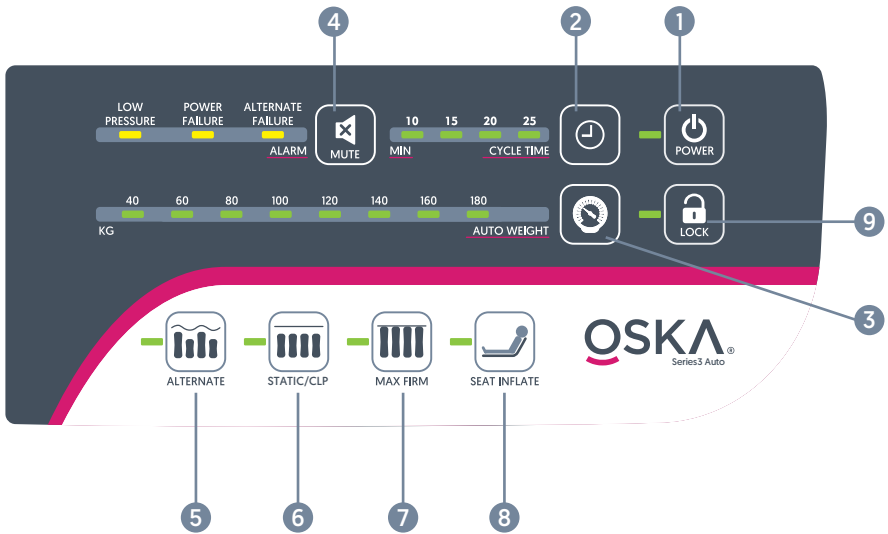 4
2
1
LOW PRESSURE
POWER FAILURE
ALTERNATE FAILURE
ALARM
MUTE
10 15 20 25
MIN
CYCLE TIME
POWER
40 60 80 100 120 140 160 180
KG
AUTO WEIGHT
LOCK
9
3
ALTERNATE
STATIC/CLP
MAX FIRM
SEAT INFLATE
OSKA®
Series3 Auto
5
6
7
8